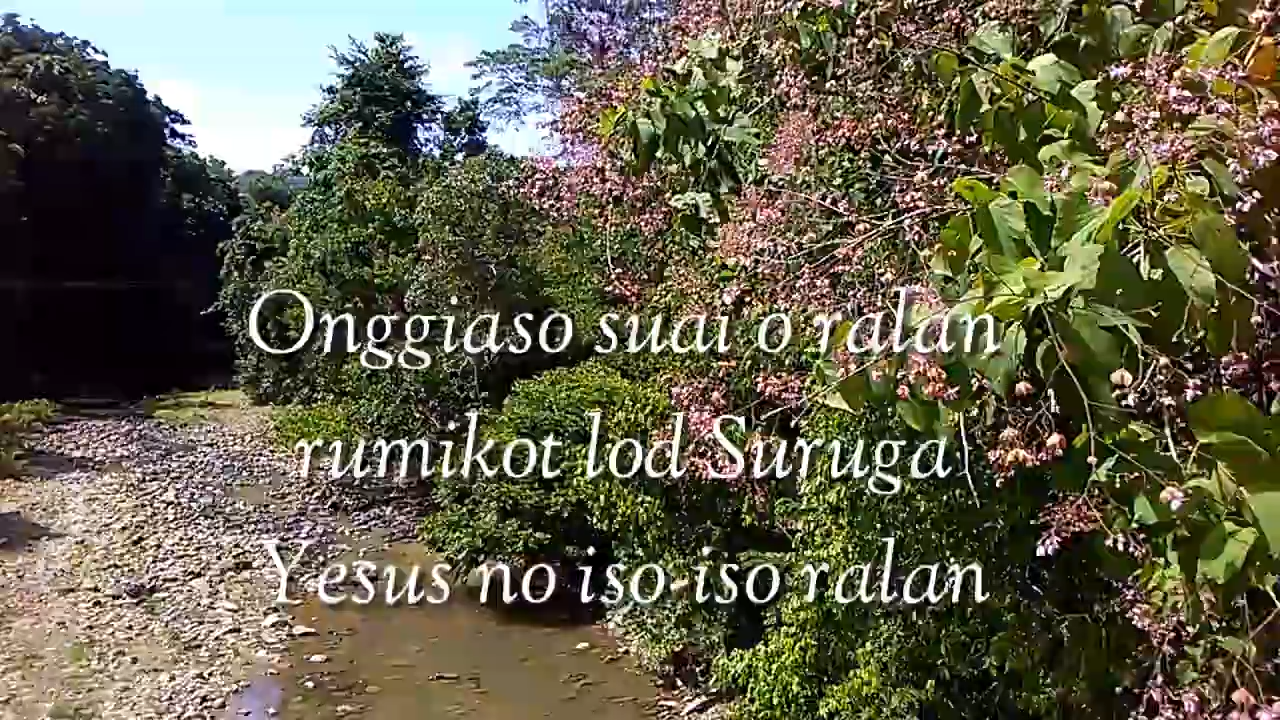 Onggiaso suai o ralan
rumikot lod Suruga
Yesus no iso-iso ralan